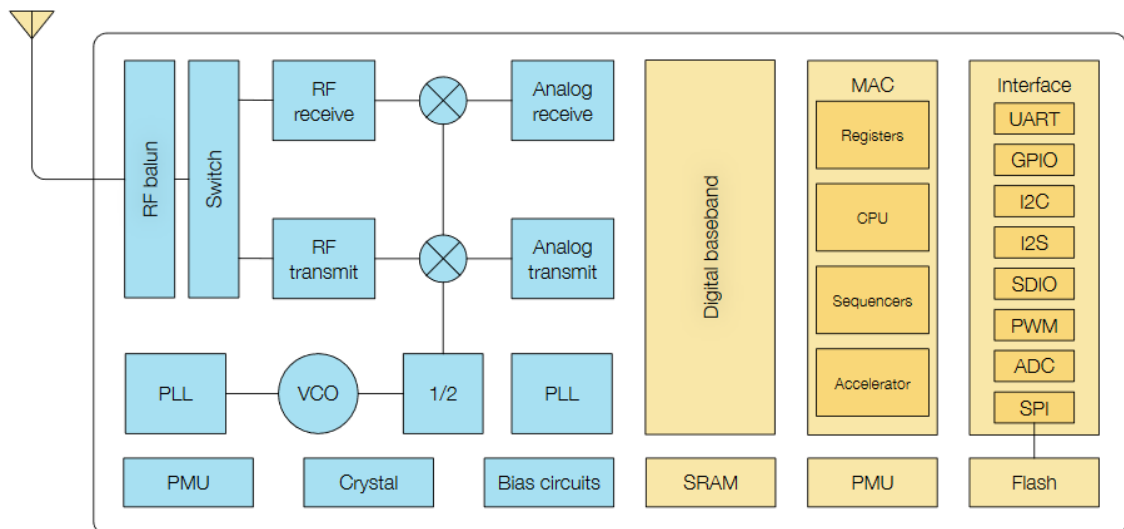 RF balun
Switch
RF
receive
Analog
receive
RF
transmit
Analog
transmit
PLL
VCO
1/2
PLL
PMU
Crystal
Bias circuits
Digital baseband
SRAM
MAC
Registers
CPU
Sequencers
Accelerator
PMU
Interface
UART
GPIO
I2C
I2S
SDIO
PWM
ADC
SPI
Flash